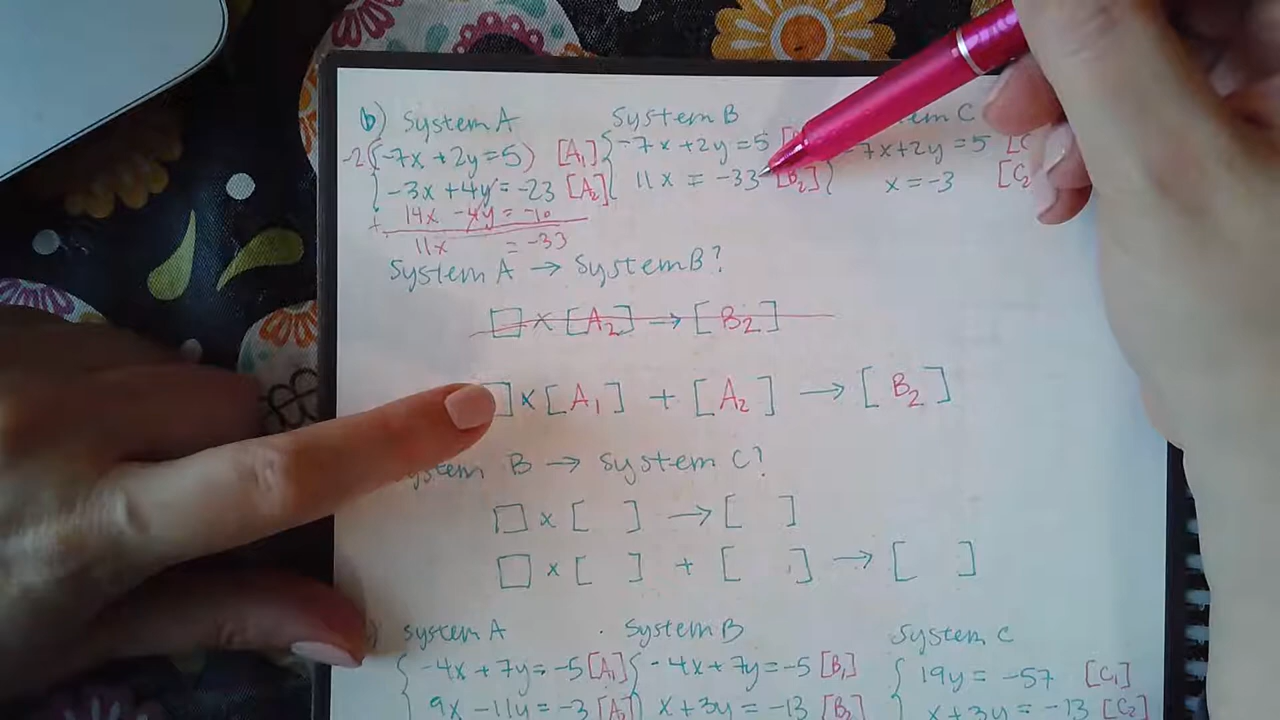 b) System A System B em C
-2(-7x + 2y = 5) [A1] -7x + 2y = 5 -7x + 2y = 5
-3x + 4y = -23 [A2] 11x = -33 [B2] x = -3 [C2
+ 14x - 4y = -10
11x = -33
System A → System B?
□ × [A2] → [B2]
□ × [A1] + [A2] → [B2]
System B → System C?
□ × [ ] → [ ]
□ × [ ] + [ ] → [ ]
System A System B System C
-4x + 7y = -5 [A1] -4x + 7y = -5 [B1] 19y = -57 [C1]
9x - 11y = -3 [A2] x + 3y = -13 [B2] x + 3y = -13 [C2]